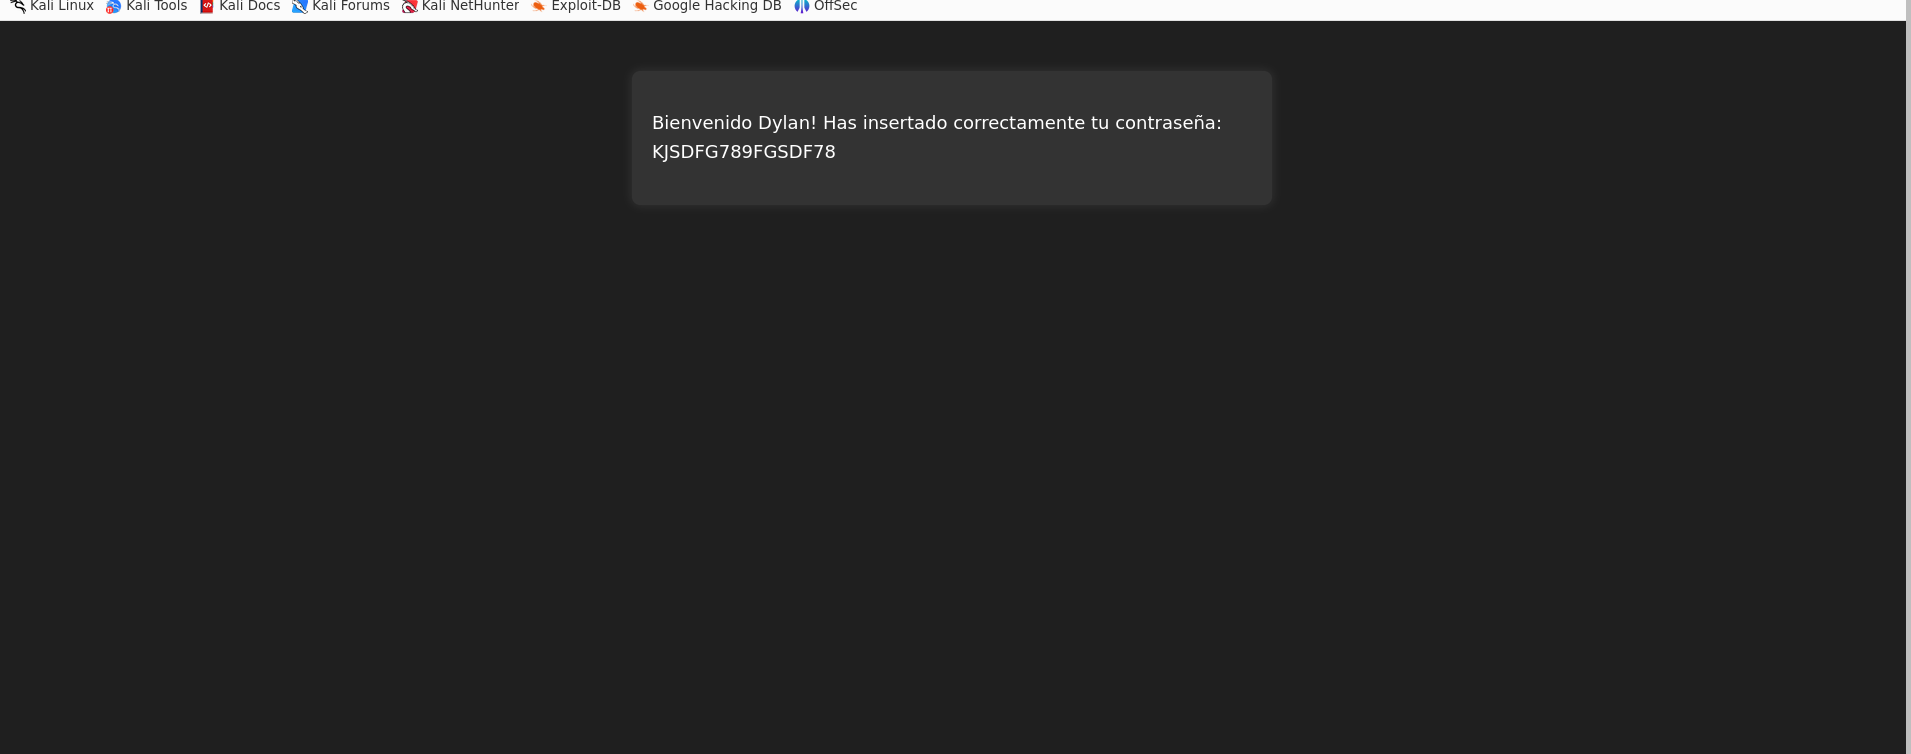 Kali Linux Kali Tools Kali Docs Kali Forums Kali NetHunter Exploit-DB Google Hacking DB OffSec
Bienvenido Dylan! Has insertado correctamente tu contraseña:
KJSDFG789FGSDF78